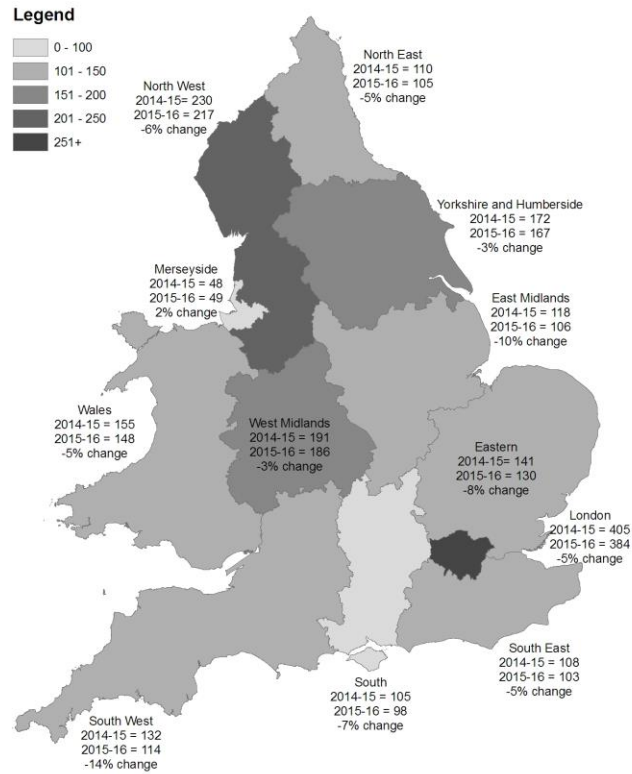 Legend
0 - 100
101 - 150
151 - 200
201 - 250
251+
North East
2014-15 = 110
2015-16 = 105
-5% change
North West
2014-15= 230
2015-16 = 217
-6% change
Yorkshire and Humberside
2014-15 = 172
2015-16 = 167
-3% change
Merseyside
2014-15 = 48
2015-16 = 49
2% change
East Midlands
2014-15 = 118
2015-16 = 106
-10% change
Wales
2014-15 = 155
2015-16 = 148
-5% change
West Midlands
2014-15 = 191
2015-16 = 186
-3% change
Eastern
2014-15= 141
2015-16 = 130
-8% change
London
2014-15 = 405
2015-16 = 384
-5% change
South East
2014-15 = 108
2015-16 = 103
-5% change
South
2014-15 = 105
2015-16 = 98
-7% change
South West
2014-15 = 132
2015-16 = 114
-14% change